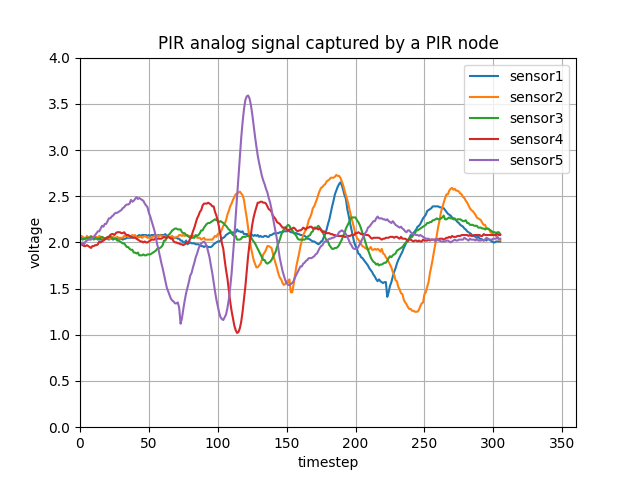 PIR analog signal captured by a PIR node
4.0
3.5
3.0
2.5
2.0
1.5
1.0
0.5
0.0
voltage
0 50 100 150 200 250 300 350
timestep
sensor1
sensor2
sensor3
sensor4
sensor5